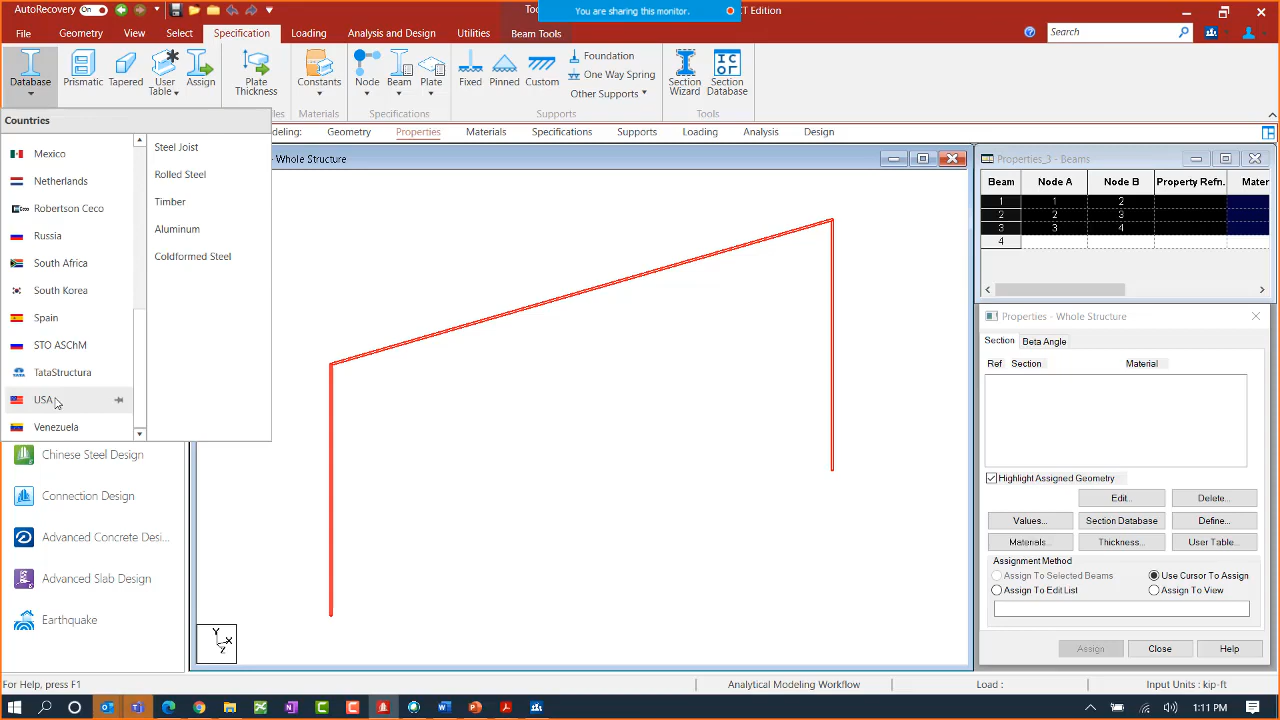 AutoRecovery On
Too
You are sharing this monitor.
CT Edition
File
Geometry
View
Select
Specification
Loading
Analysis and Design
Utilities
Beam Tools
Search
Database
Prismatic
Tapered
User
Table
Assign
Plate
Thickness
Constants
Node
Beam
Plate
Fixed
Pinned
Custom
Foundation
One Way Spring
Other Supports
Section
Wizard
Section
Database
les
Materials
Specifications
Supports
Tools
Countries
deling:
Geometry
Properties
Materials
Specifications
Supports
Loading
Analysis
Design
Mexico
Netherlands
Robertson Ceco
Russia
South Africa
South Korea
Spain
STO ASChM
TataStructura
USA
Venezuela
Steel Joist
Rolled Steel
Timber
Aluminum
Coldformed Steel
- Whole Structure
Chinese Steel Design
Connection Design
Advanced Concrete Desi...
Advanced Slab Design
Earthquake
Y
X
Z
Properties_3 - Beams
Beam Node A Node B Property Refn. Mater
1 1 2
2 2 3
3 3 4
4
Properties - Whole Structure
Section
Beta Angle
Ref Section Material
Highlight Assigned Geometry
Edit...
Delete...
Values...
Section Database
Define...
Materials...
Thickness...
User Table...
Assignment Method
Assign To Selected Beams
Use Cursor To Assign
Assign To Edit List
Assign To View
Assign
Close
Help
For Help, press F1
Analytical Modeling Workflow
Load :
Input Units : kip-ft
1:11 PM